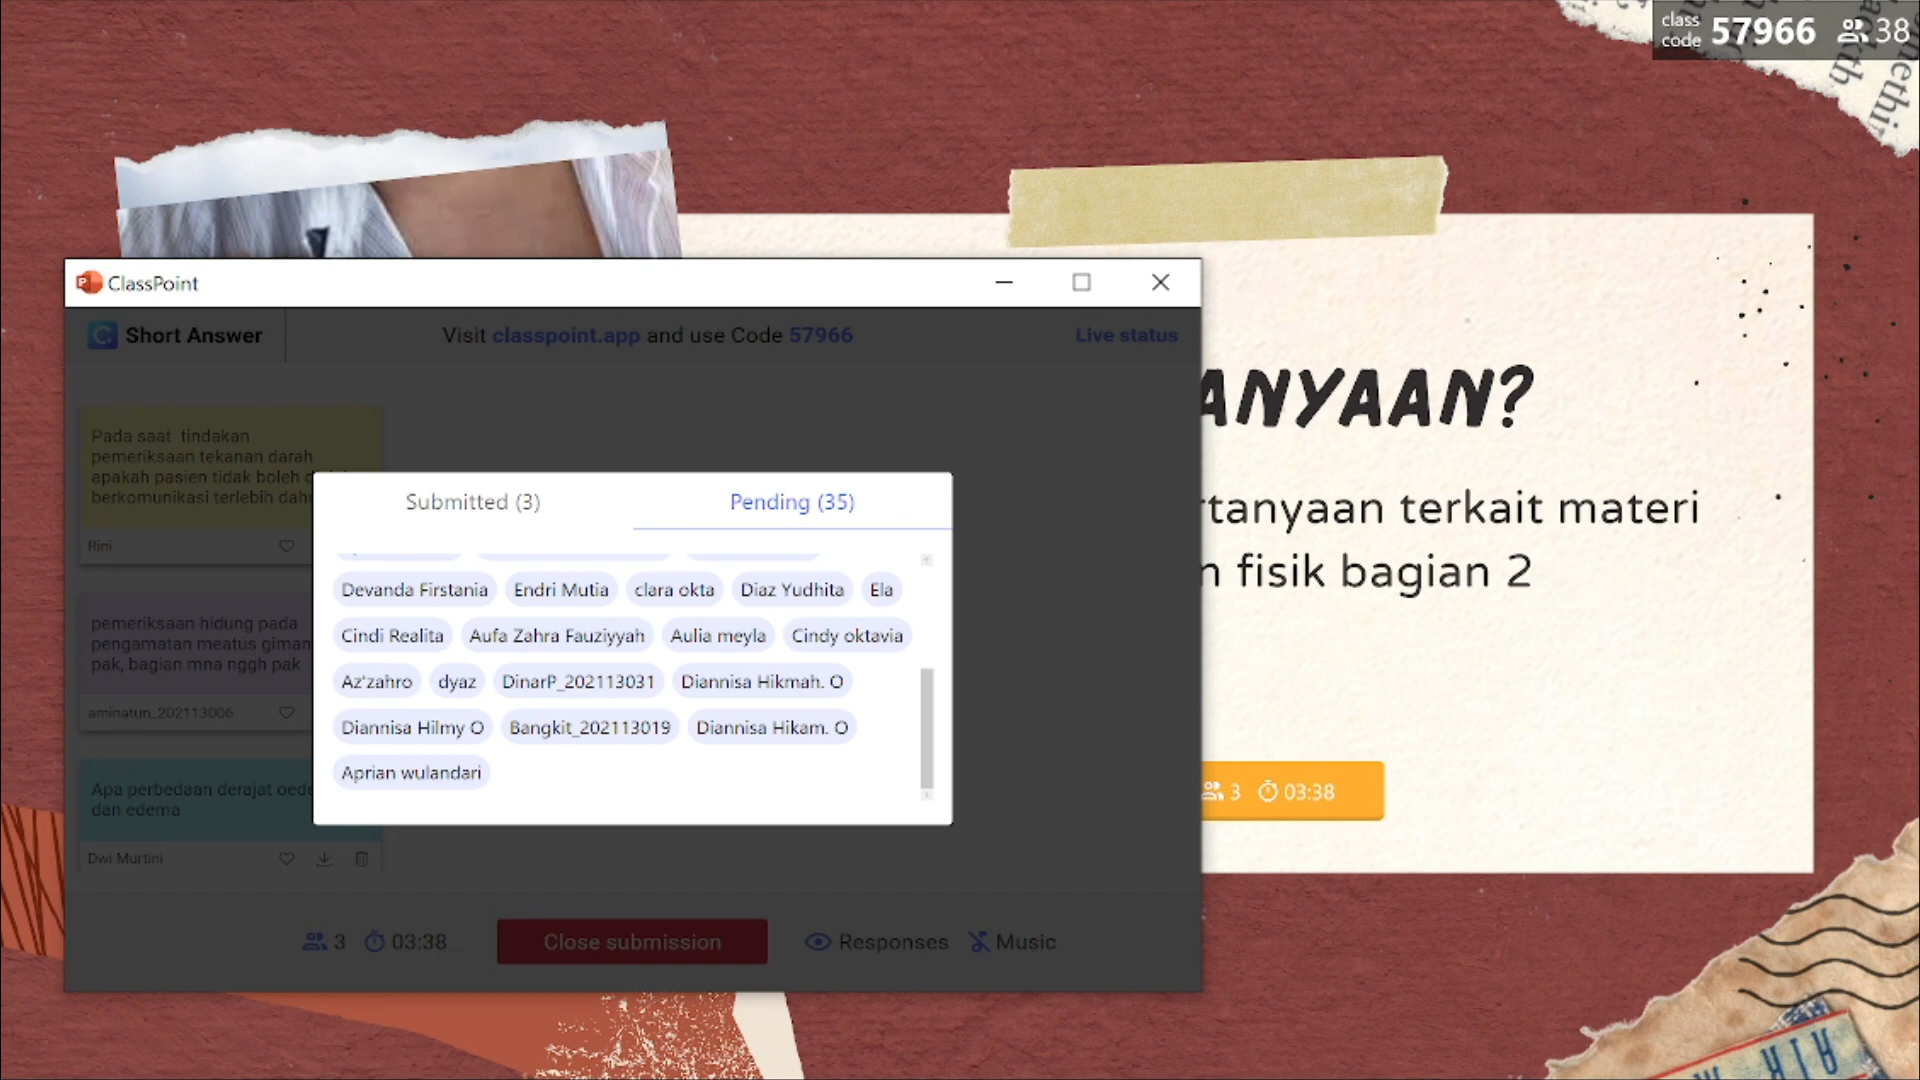 class code 57966 38
ClassPoint
Short Answer
Visit classpoint.app and use Code 57966
Live status
Pada saat tindakan
pemeriksaan tekanan darah
apakah pasien tidak boleh
berkomunikasi terlebih
Rini
pemeriksaan hidung pada
pengamatan meatus
pak, bagian mna nggh pak
aminatun_202113006
Apa perbedaan derajat
dan edema
Dwi Murtini
Submitted (3)
Pending (35)
Devanda Firstania
Endri Mutia
clara okta
Diaz Yudhita
Ela
Cindi Realita
Aufa Zahra Fauziyyah
Aulia meyla
Cindy oktavia
Az'zahro
dyaz
DinarP_202113031
Diannisa Hikmah. O
Diannisa Hilmy O
Bangkit_202113019
Diannisa Hikam. O
Aprian wulandari
3 03:38
Close submission
Responses
Music
ANYAAN?
rtanyaan terkait materi
n fisik bagian 2
3 03:38